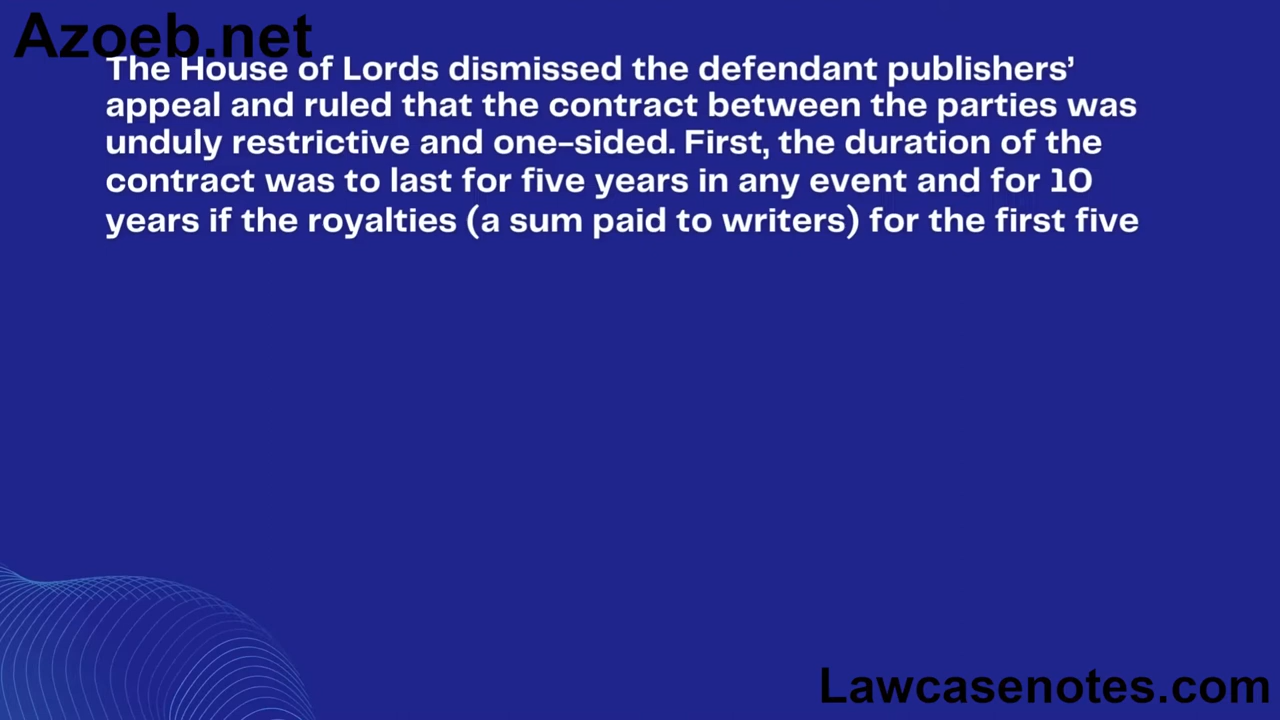 Azoeb.net
The House of Lords dismissed the defendant publishers’
appeal and ruled that the contract between the parties was
unduly restrictive and one-sided. First, the duration of the
contract was to last for five years in any event and for 10
years if the royalties (a sum paid to writers) for the first five
Lawcasenotes.com